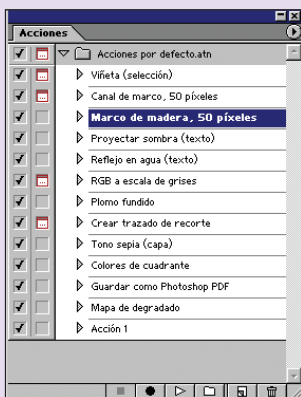 Acciones
Acciones por defecto.atn
Viñeta (selección)
Canal de marco, 50 píxeles
Marco de madera, 50 píxeles
Proyectar sombra (texto)
Reflejo en agua (texto)
RGB a escala de grises
Plomo fundido
Crear trazado de recorte
Tono sepia (capa)
Colores de cuadrante
Guardar como Photoshop PDF
Mapa de degradado
Acción 1